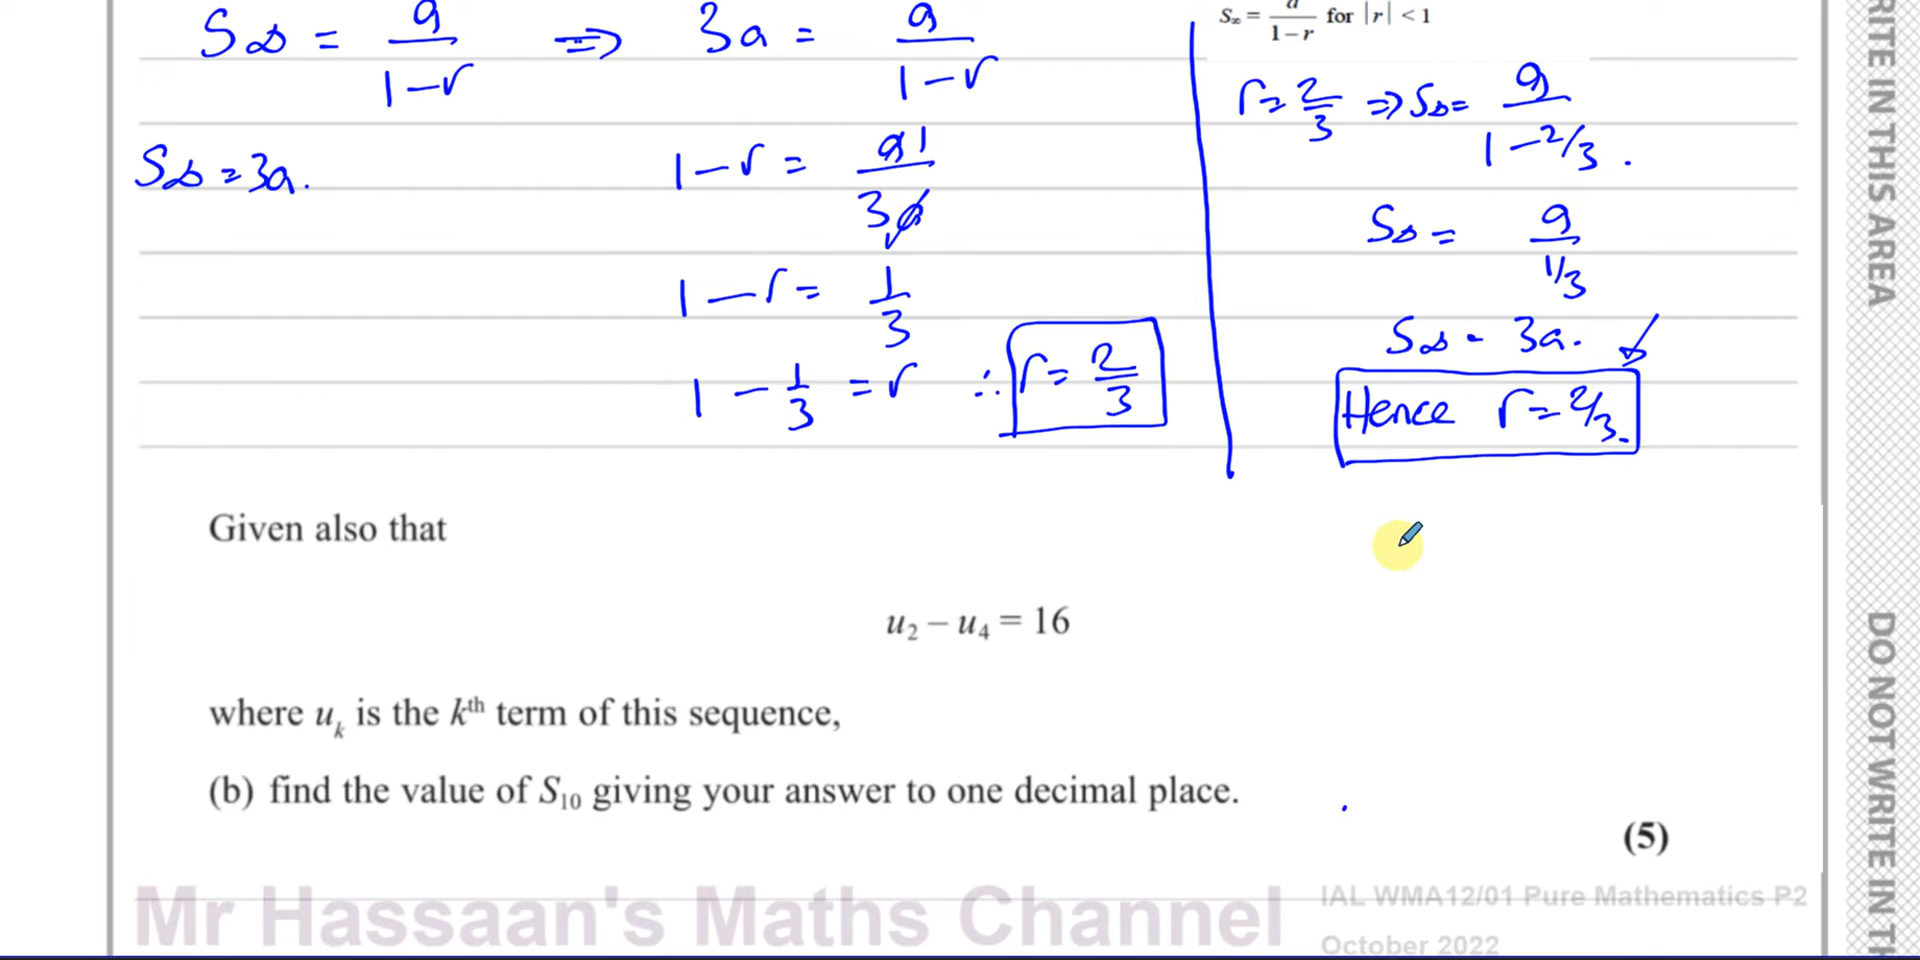 S∞ = a/(1-r) ⇒ 3a = a/(1-r)
S∞ = a/(1-r) for |r| < 1
S∞ = 3a.
1-r = a1/3a
1-r = 1/3
1 - 1/3 = r ∴ r = 2/3
r = 2/3 ⇒ S∞ = a/(1-2/3).
S∞ = a/(1/3)
S∞ = 3a.
Hence r = 2/3.
Given also that
u₂ – u₄ = 16
where uₖ is the kᵗʰ term of this sequence,
(b) find the value of S₁₀ giving your answer to one decimal place.
(5)
Mr Hassaan's Maths Channel
IAL WMA12/01 Pure Mathematics P2
October 2022
RITE IN THIS AREA
DO NOT WRITE IN TH